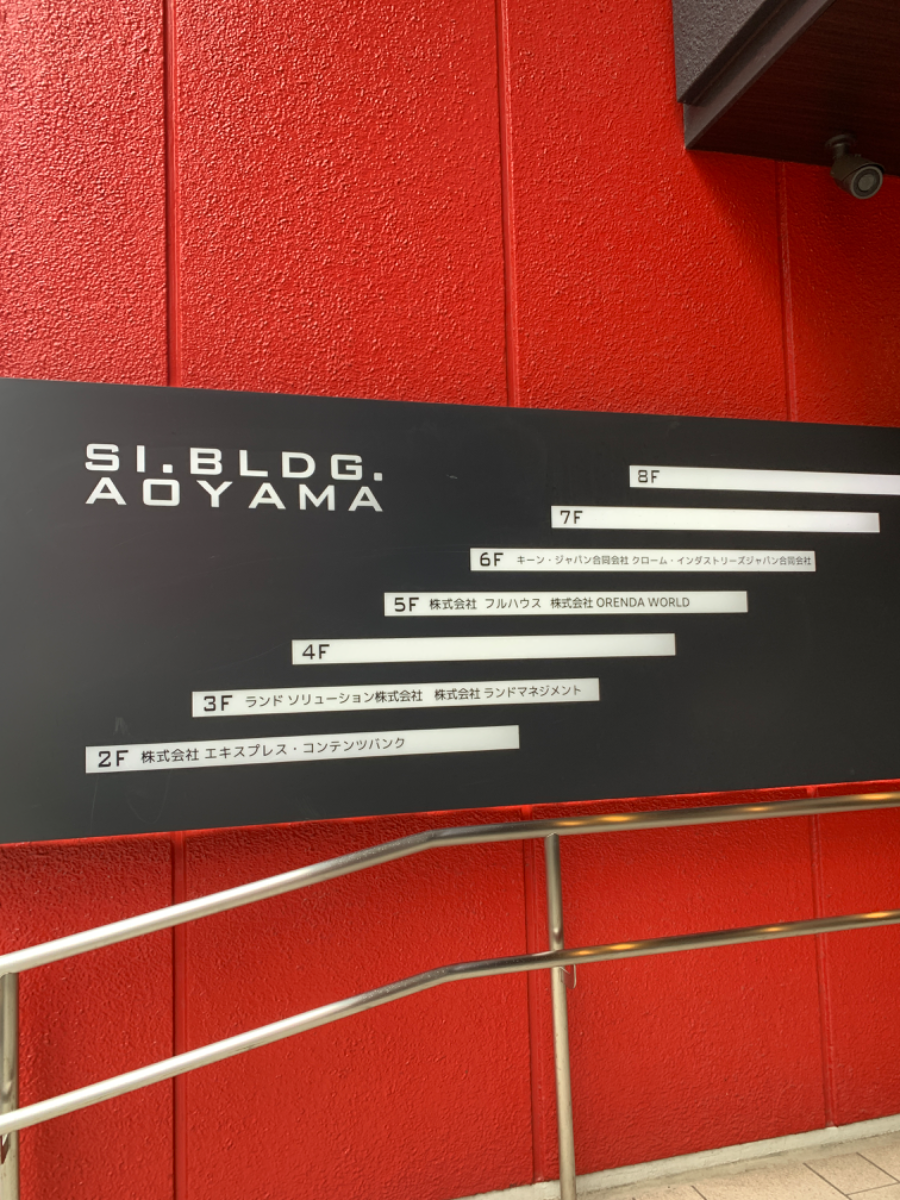 SI.BLDG.
AOYAMA
8F
7F
6F キーン・ジャパン合同会社 クローム・インダストリーズジャパン合同会社
5F 株式会社 フルハウス 株式会社 ORENDA WORLD
4F
3F ランド ソリューション株式会社 株式会社 ランドマネジメント
2F 株式会社 エキスプレス・コンテンツバンク